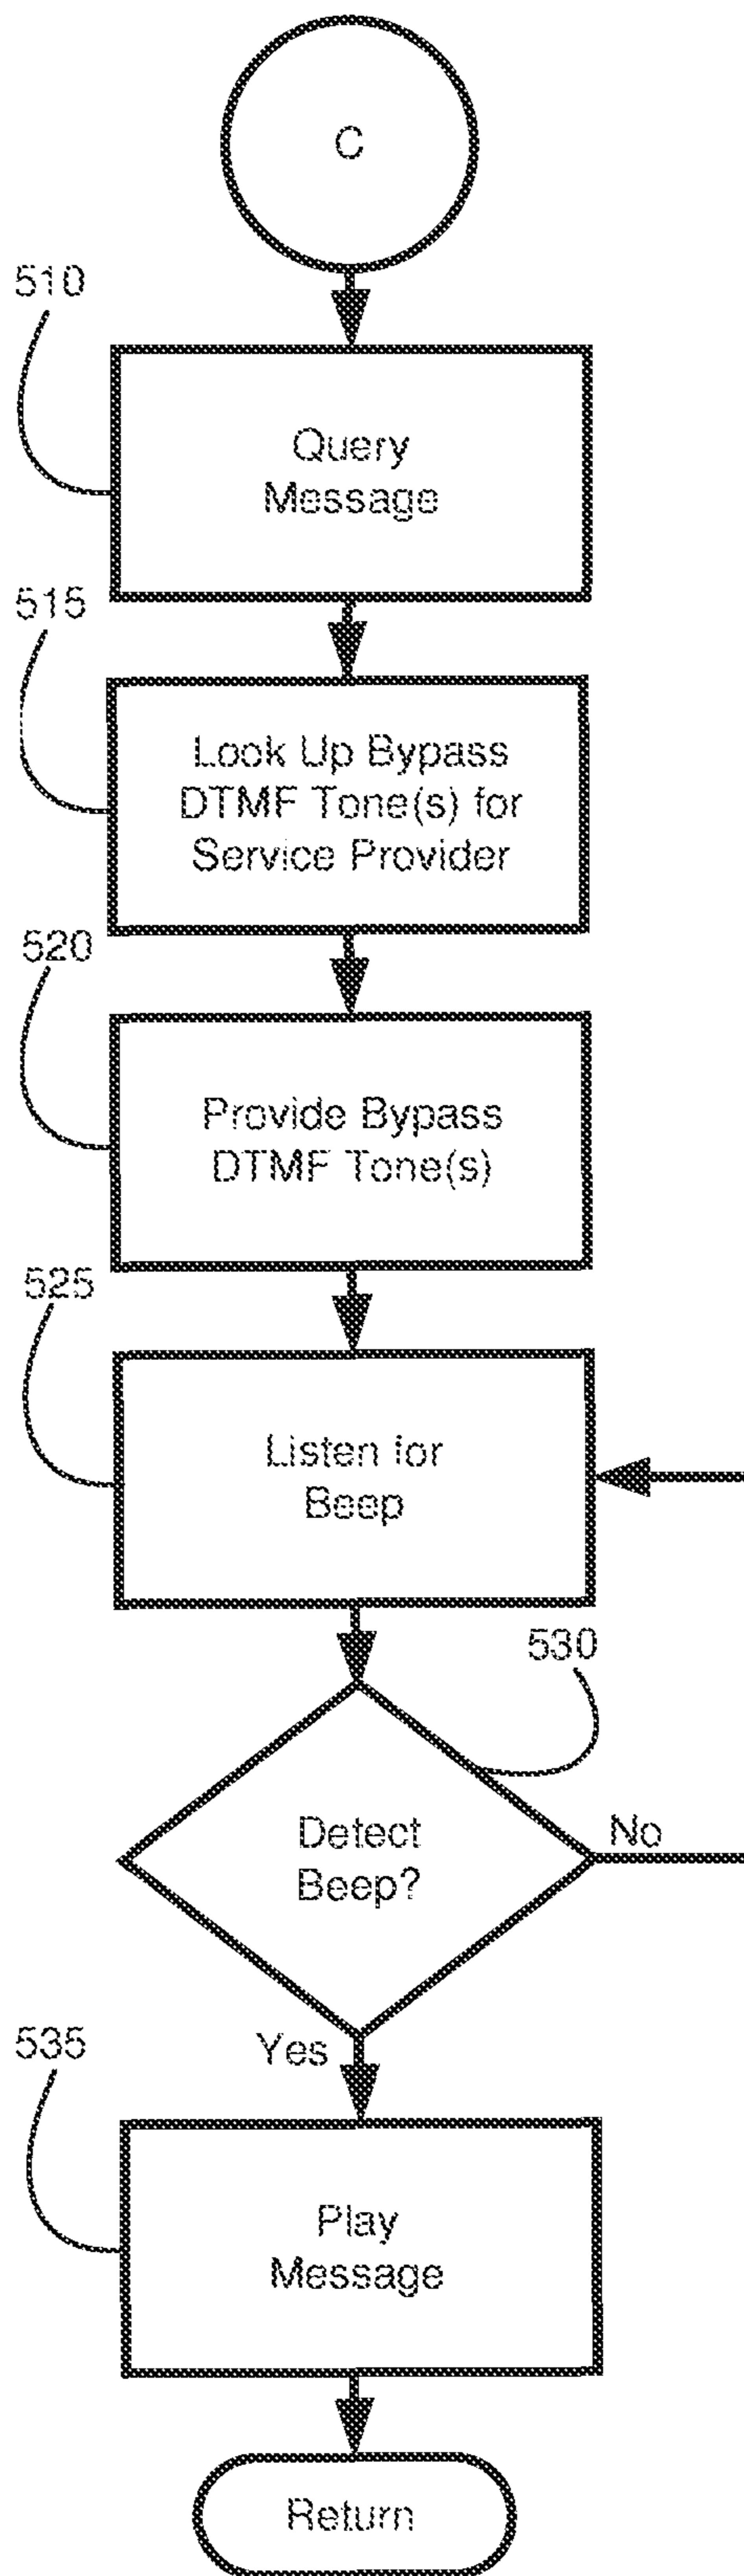 C
510
Query
Message
515
Look Up Bypass
DTMF Tone(s) for
Service Provider
520
Provide Bypass
DTMF Tone(s)
525
Listen for
Beep
530
Detect
Beep?
No
Yes
535
Play
Message
Return